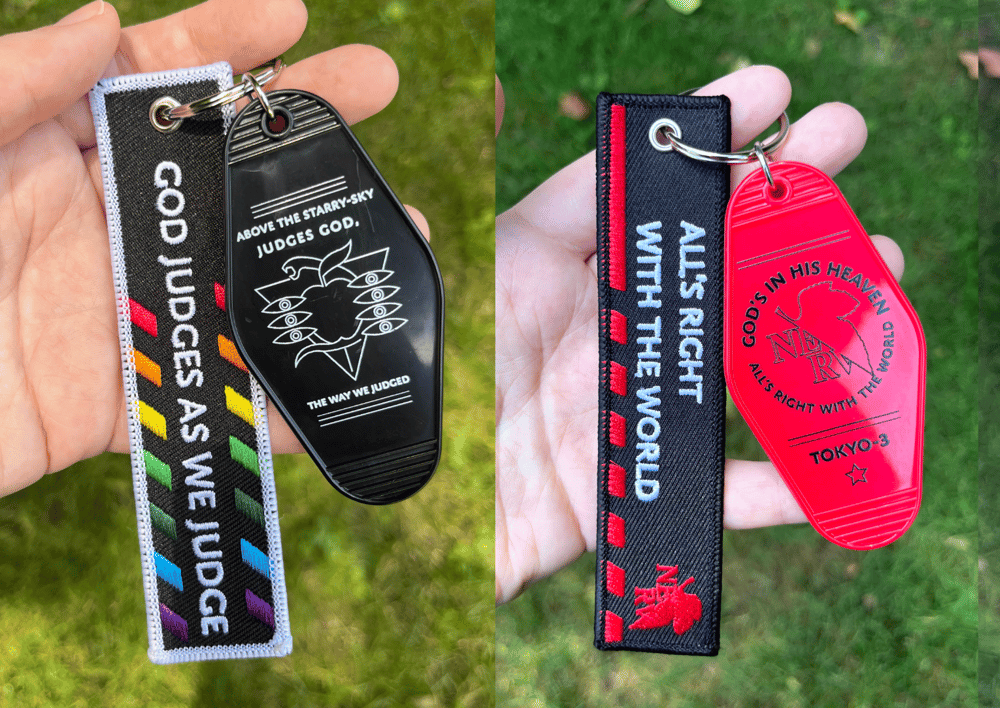 GOD JUDGES AS WE JUDGE
ABOVE THE STARRY-SKY
JUDGES GOD,
THE WAY WE JUDGED
ALL'S RIGHT
WITH THE WORLD
NERV
GOD'S IN HIS HEAVEN
NERV
ALL'S RIGHT WITH THE WORLD
TOKYO-3